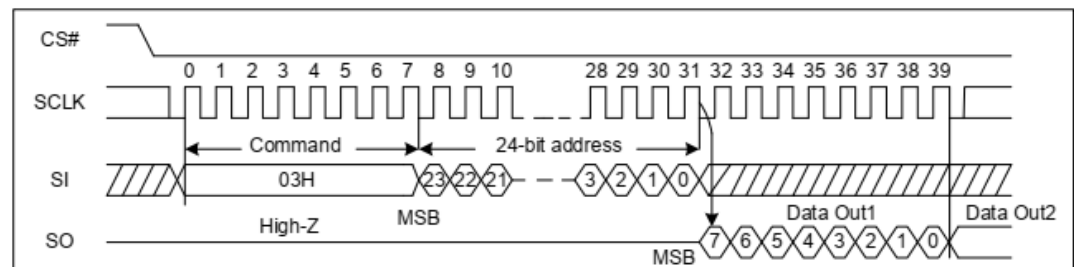 CS#
0 1 2 3 4 5 6 7 8 9 10 28 29 30 31 32 33 34 35 36 37 38 39
SCLK
Command 24-bit address
SI 03H 23 22 21 3 2 1 0
MSB Data Out1 Data Out2
High-Z
SO 7 6 5 4 3 2 1 0
MSB